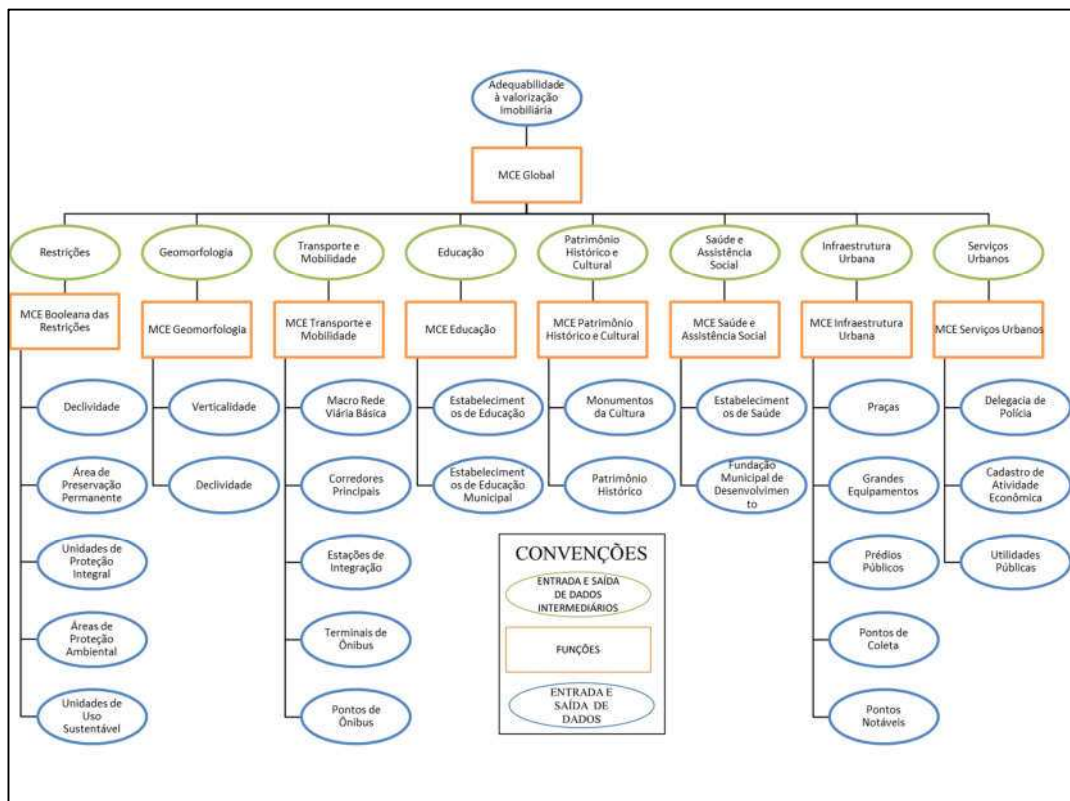 Adequabilidade
à valorização
imobiliária
MCE Global
Restrições
Geomorfologia
Transporte e
Mobilidade
Educação
Patrimônio
Histórico e
Cultural
Saúde e
Assistência
Social
Infraestrutura
Urbana
Serviços
Urbanos
MCE Booleana das
Restrições
MCE Geomorfologia
MCE Transporte e
Mobilidade
MCE Educação
MCE Patrimônio
Histórico e Cultural
MCE Saúde e
Assistência Social
MCE Infraestrutura
Urbana
MCE Serviços Urbanos
Declividade
Verticalidade
Macro Rede
Viária Básica
Estabeleciment
os de Educação
Monumentos
da Cultura
Estabeleciment
os de Saúde
Praças
Delegacia de
Polícia
Área de
Preservação
Permanente
Declividade
Corredores
Principais
Estabeleciment
os de Educação
Municipal
Patrimônio
Histórico
Fundação
Municipal de
Desenvolvime
nto
Grandes
Equipamentos
Cadastro de
Atividade
Econômica
Unidades de
Proteção
Integral
Estações de
Integração
Prédios
Públicos
Utilidades
Públicas
Áreas de
Proteção
Ambiental
Terminais de
Ônibus
Pontos de
Coleta
Unidades de
Uso
Sustentável
Pontos de
Ônibus
Pontos
Notáveis
CONVENÇÕES
ENTRADA E SAÍDA
DE DADOS
INTERMEDIÁRIOS
FUNÇÕES
ENTRADA E
SAÍDA DE
DADOS